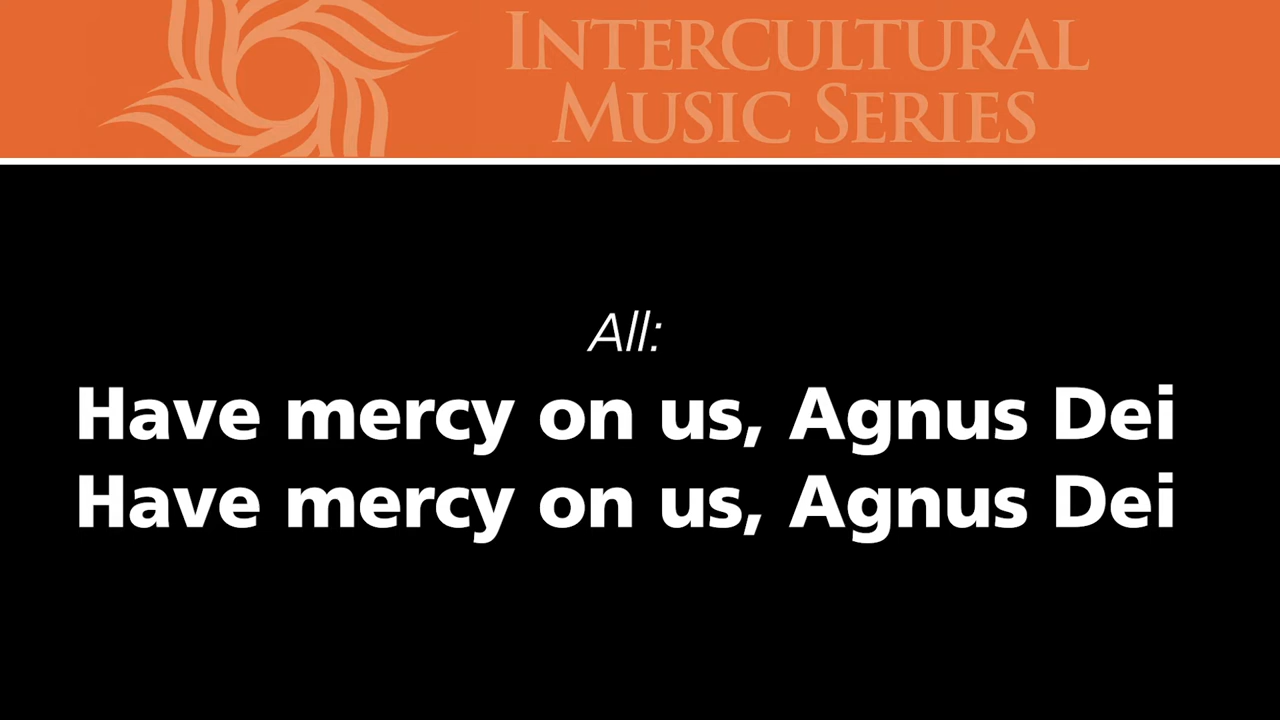 INTERCULTURAL
MUSIC SERIES
All:
Have mercy on us, Agnus Dei
Have mercy on us, Agnus Dei